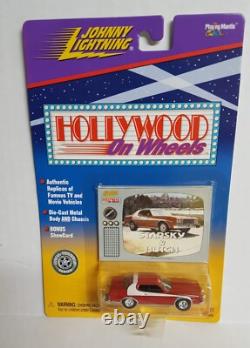 JOHNNY
LIGHTNING
Playing Mantis
HOLLYWOOD
On Wheels
• Authentic
Replicas of
Famous TV and
Movie Vehicles
• Die-Cast Metal
Body AND Chassis
• BONUS
ShowCard
STARSKY
&
HUTCH
WARNING: